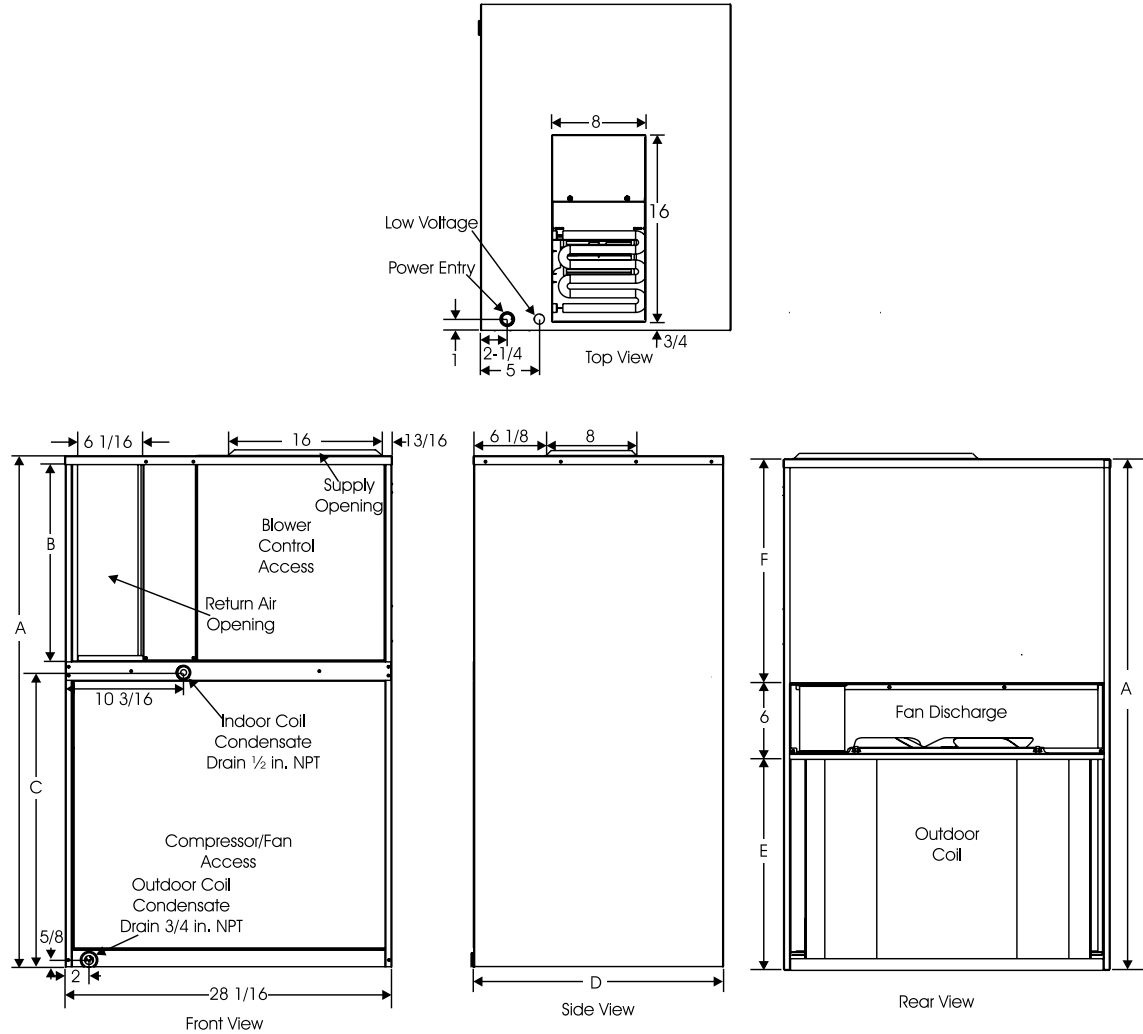 8
16
Low Voltage
Power Entry
1
2-1/4
5
3/4
Top View
6 1/16
16
13/16
Supply
Opening
Blower
Control
Access
B
Return Air
Opening
A
10 3/16
Indoor Coil
Condensate
Drain ½ in. NPT
C
Compressor/Fan
Access
Outdoor Coil
Condensate
Drain 3/4 in. NPT
5/8
2
28 1/16
Front View
6 1/8
8
D
Side View
F
A
Fan Discharge
6
E
Outdoor
Coil
Rear View